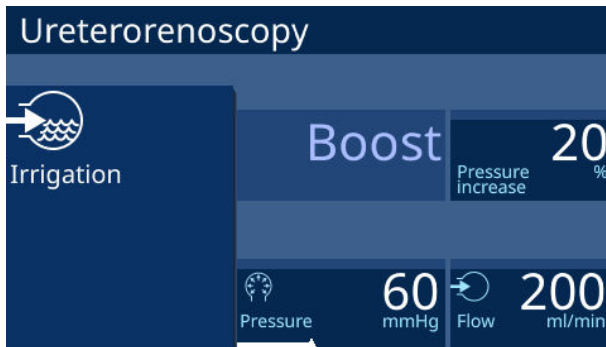 Ureterorenoscopy
Irrigation
Boost
20
Pressure increase
%
60
Pressure
mmHg
200
Flow
ml/min